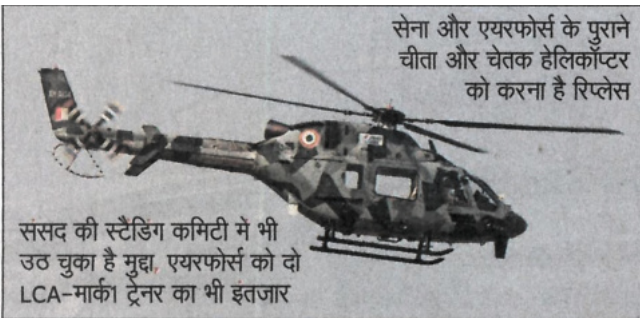 सेना और एयरफोर्स के पुराने
चीता और चेतक हेलिकॉप्टर
को करना है रिप्लेस
संसद की स्टैंडिंग कमिटी में भी
उठ चुका है मुद्दा, एयरफोर्स को दो
LCA-मार्क1 ट्रेनर का भी इंतजार